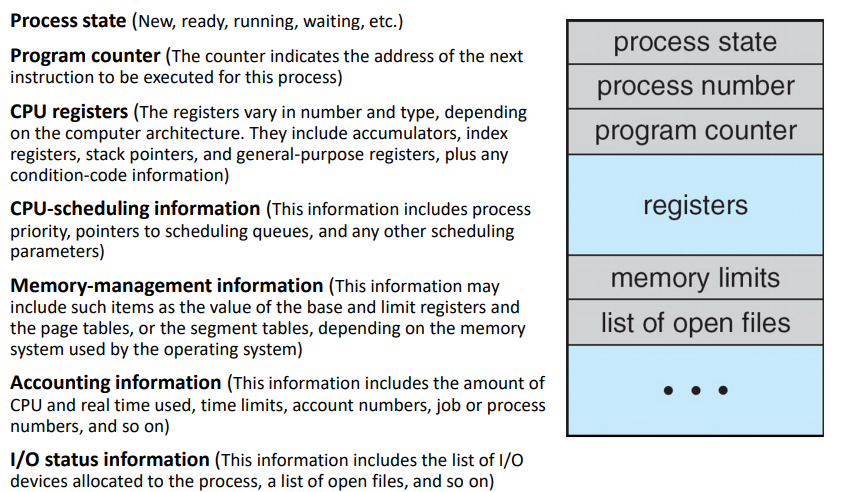 Process state (New, ready, running, waiting, etc.)
Program counter (The counter indicates the address of the next
instruction to be executed for this process)
CPU registers (The registers vary in number and type, depending
on the computer architecture. They include accumulators, index
registers, stack pointers, and general-purpose registers, plus any
condition-code information)
CPU-scheduling information (This information includes process
priority, pointers to scheduling queues, and any other scheduling
parameters)
Memory-management information (This information may
include such items as the value of the base and limit registers and
the page tables, or the segment tables, depending on the memory
system used by the operating system)
Accounting information (This information includes the amount of
CPU and real time used, time limits, account numbers, job or process
numbers, and so on)
I/O status information (This information includes the list of I/O
devices allocated to the process, a list of open files, and so on)
process state
process number
program counter
registers
memory limits
list of open files
• • •